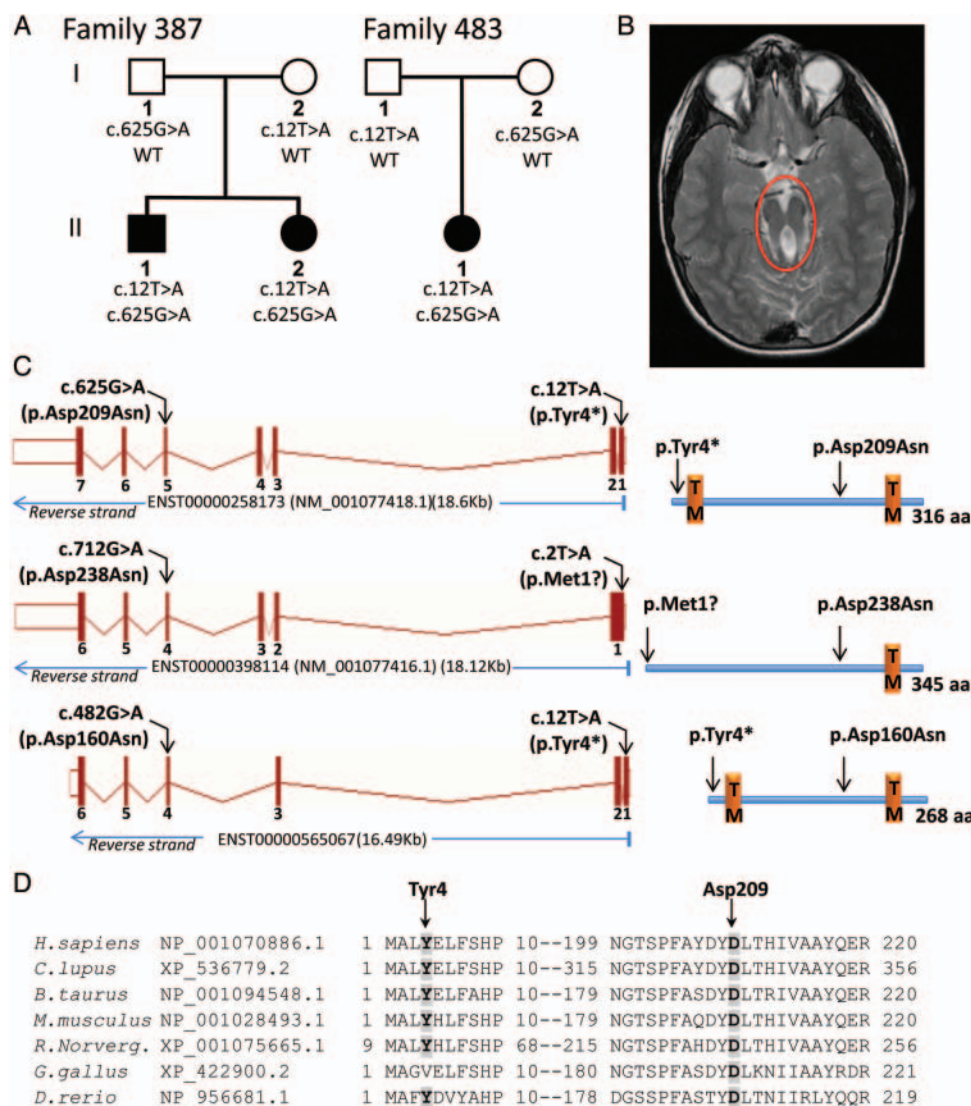 A
Family 387
Family 483
B
I
1
2
1
2
c.625G>A
c.12T>A
c.12T>A
c.625G>A
WT
WT
WT
WT
II
1
2
1
c.12T>A
c.12T>A
c.12T>A
c.625G>A
c.625G>A
c.625G>A
C
c.625G>A
(p.Asp209Asn)
c.12T>A
(p.Tyr4*)
7 6 5 4 3 21
ENST00000258173 (NM_001077418.1)(18.6Kb)
Reverse strand
p.Tyr4*
p.Asp209Asn
T
M
T
M
316 aa
c.712G>A
(p.Asp238Asn)
c.2T>A
(p.Met1?)
6 5 4 3 2 1
ENST00000398114 (NM_001077416.1) (18.12Kb)
Reverse strand
p.Met1?
p.Asp238Asn
T
M
345 aa
c.482G>A
(p.Asp160Asn)
c.12T>A
(p.Tyr4*)
6 5 4 3 21
ENST00000565067(16.49Kb)
Reverse strand
p.Tyr4*
p.Asp160Asn
T
M
T
M
268 aa
D
Tyr4
Asp209
H.sapiens NP_001070886.1 1 MALYELFSHP 10--199 NGTSPFAYDYDLTHIVAAYQER 220
C.lupus XP_536779.2 1 MALYELFSHP 10--315 NGTSPFASDYDLTHIVAAYQER 356
B.taurus NP_001094548.1 1 MALYELFAHP 10--179 NGTSPFASDYDLTRIVAAYQER 220
M.musculus NP_001028493.1 1 MALYHLFSHP 10--179 NGTSPFAQDYDLTHIVAAYQER 220
R.Norverg. XP_001075665.1 9 MALYHLFSHP 68--215 NGTSPFAHDYDLTHIVAAYQER 256
G.gallus XP_422900.2 1 MAGVELFSHP 10--180 NGTSPFASDYDLKNIIAAYRDR 221
D.rerio NP_956681.1 1 MAFYDVYAHP 10--178 DGSSPFASTYDLTNIIRLYQQR 219